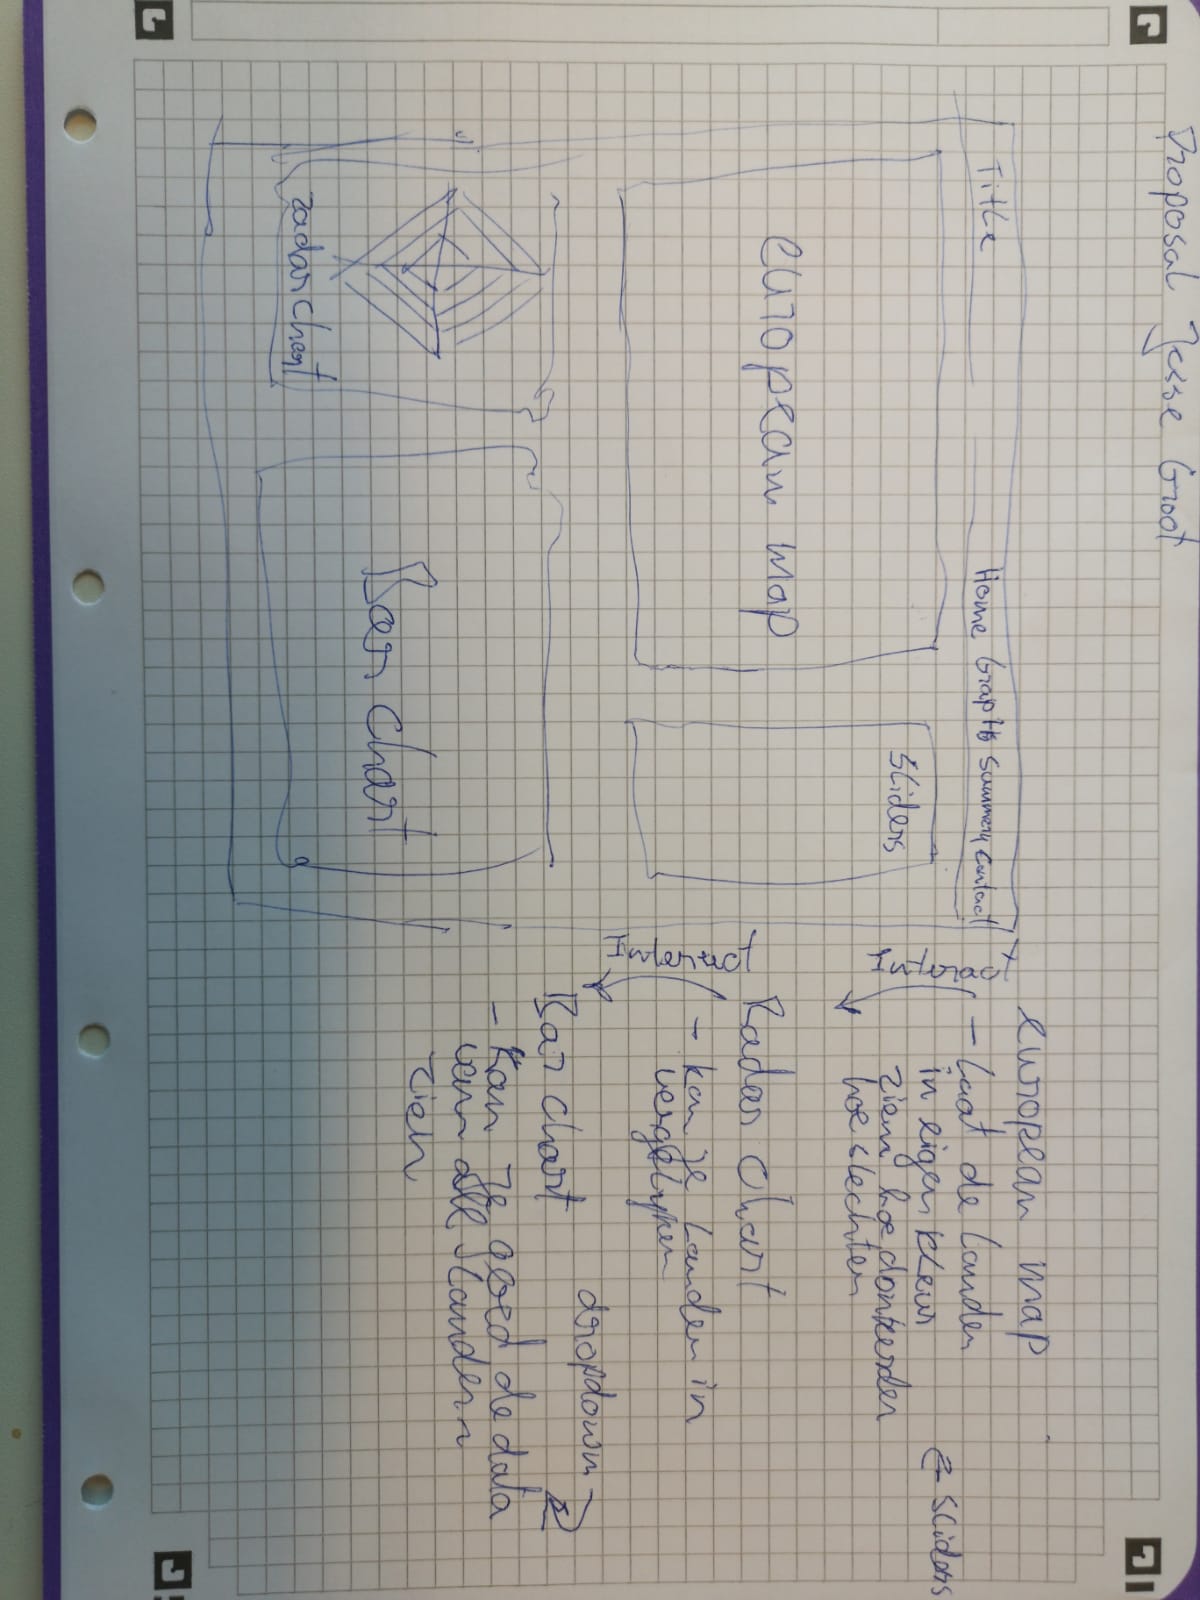 Proposal Jesse Groot
Title
Home Graphs Summery Contact
european map
Sliders
radar chart
Bar chart
european map
- Laat de landen
in eigen kleur
zien hoe donkerder
hoe slechter
← Sliders
Interact
Radar Chart
- kan je landen in
vergelijken
Interact
dropdown
Bar chart
- Kan je goed de data
van alle landen
zien